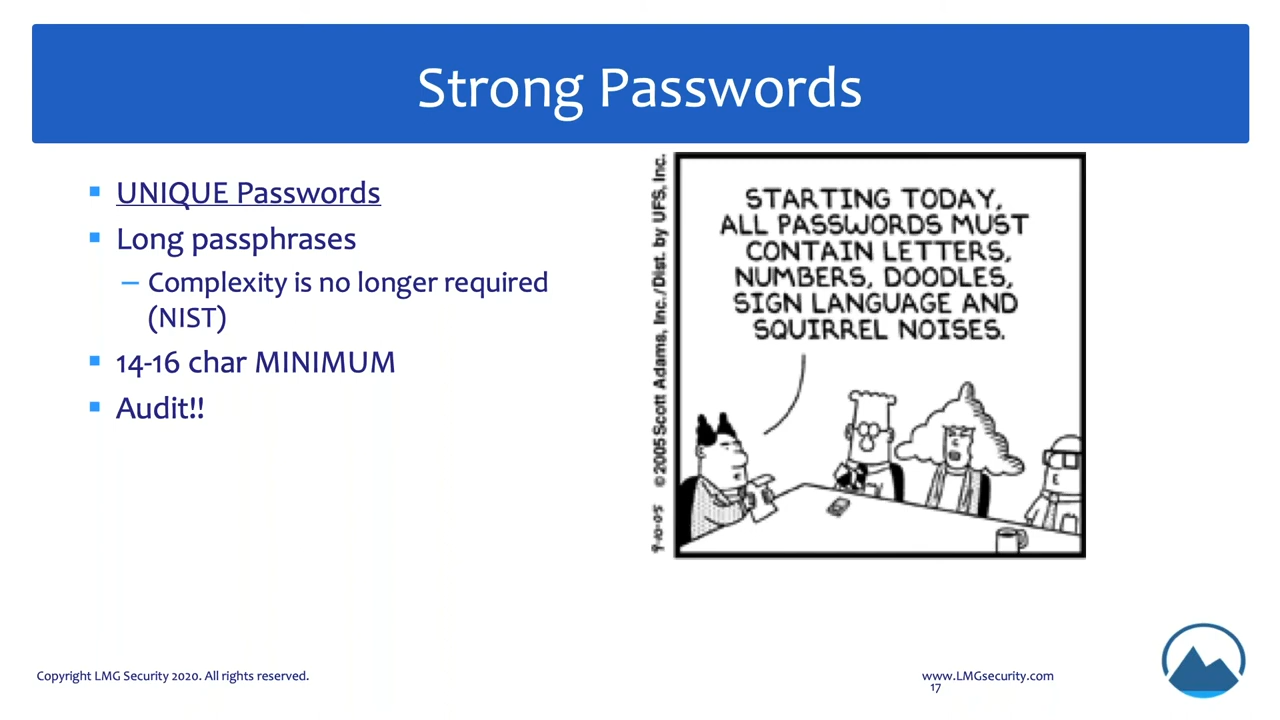 Strong Passwords
UNIQUE Passwords
Long passphrases
– Complexity is no longer required
(NIST)
14-16 char MINIMUM
Audit!!
STARTING TODAY,
ALL PASSWORDS MUST
CONTAIN LETTERS,
NUMBERS, DOODLES,
SIGN LANGUAGE AND
SQUIRREL NOISES.
9-10-05 ©2005 Scott Adams, Inc./Dist. by UFS, Inc.
Copyright LMG Security 2020. All rights reserved.
www.LMGsecurity.com
17